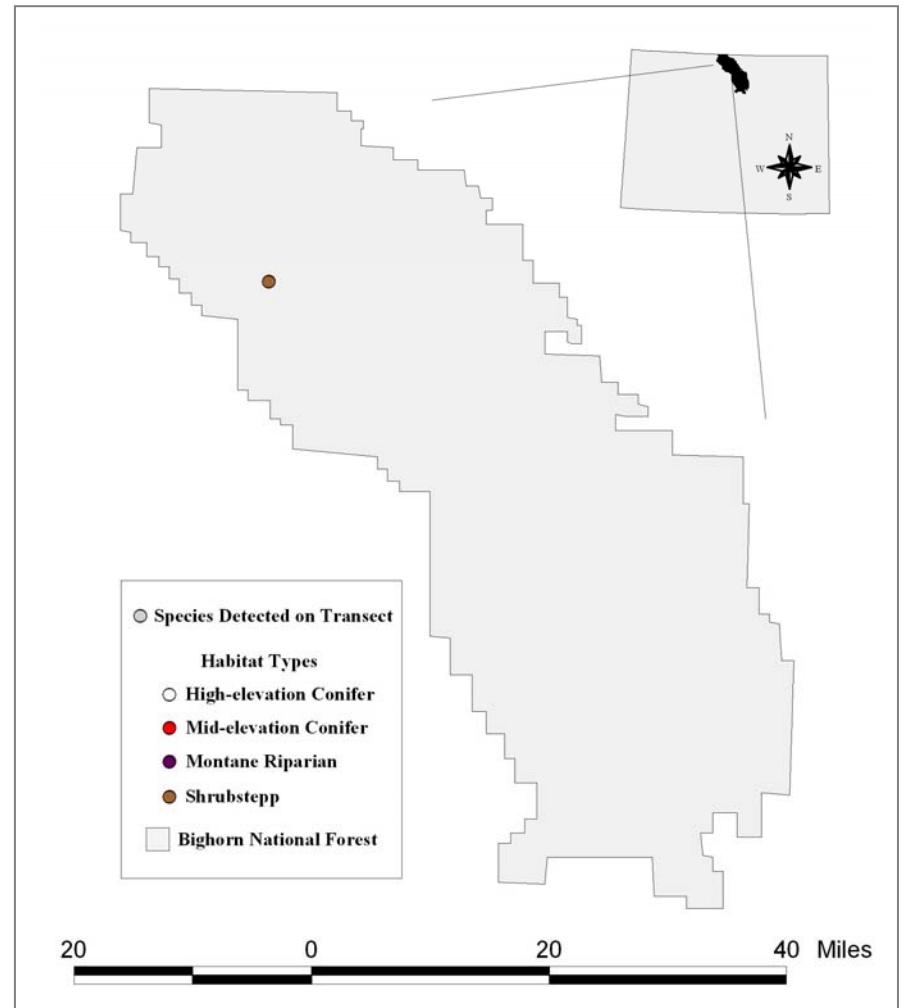 N
W E
S
Species Detected on Transect
Habitat Types
High-elevation Conifer
Mid-elevation Conifer
Montane Riparian
Shrubstepp
Bighorn National Forest
20 0 20 40 Miles